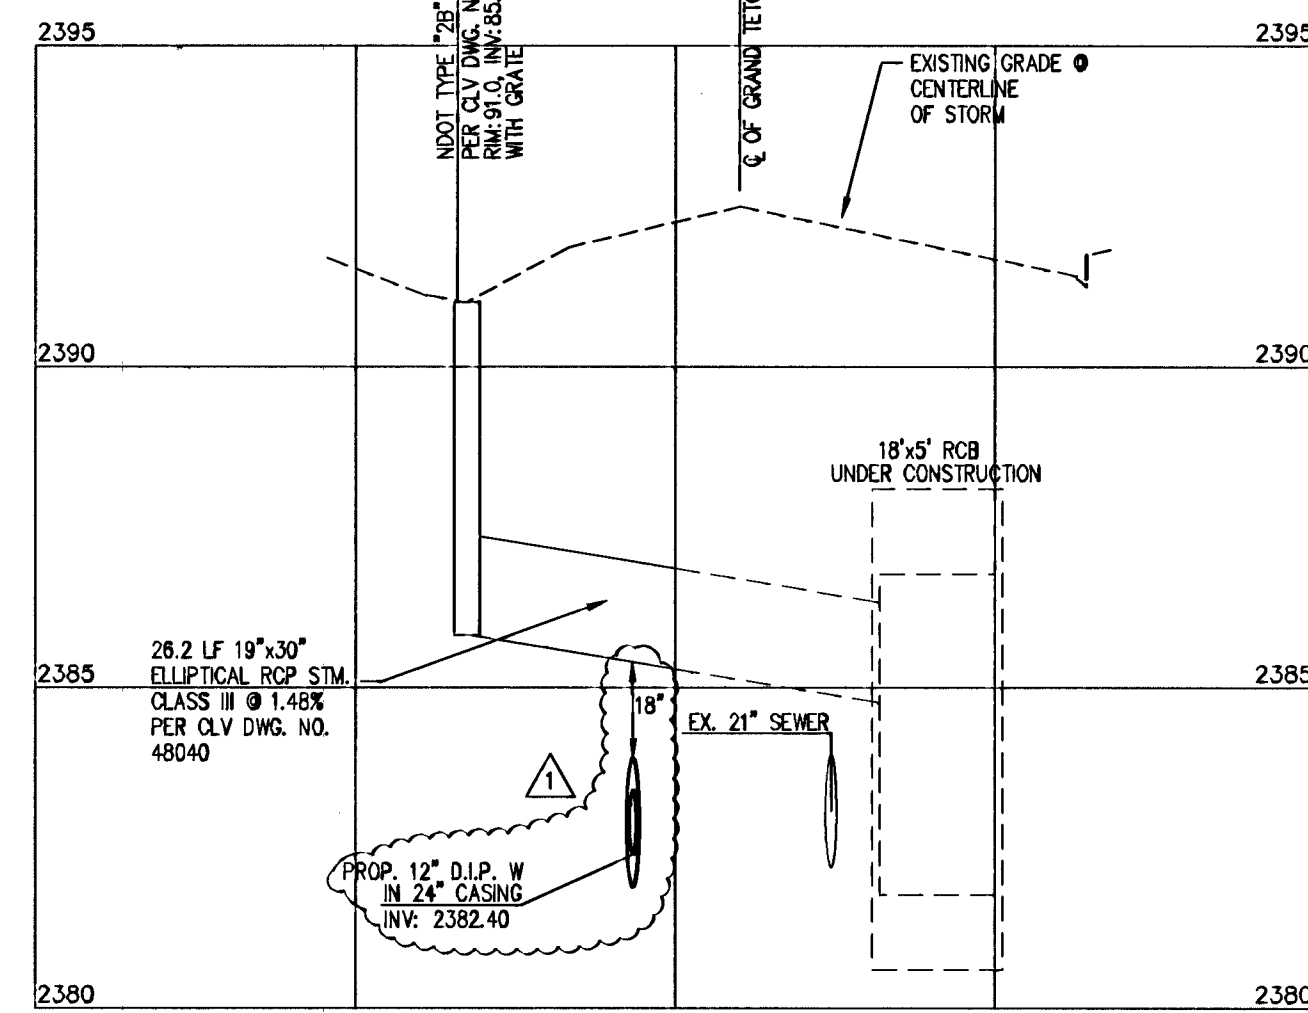 2395
2395
NDOT TYPE "2B"
PER CLV DWG. N
RIM: 91.0, INV: 85.
WITH GRATE
℄ OF GRAND TETO
EXISTING GRADE @
CENTERLINE
OF STORM
2390
2390
18'x5' RCB
UNDER CONSTRUCTION
26.2 LF 19"x30"
ELLIPTICAL RCP STM.
CLASS III @ 1.48%
PER CLV DWG. NO.
48040
2385
2385
18"
EX. 21" SEWER
1
PROP. 12" D.I.P. W
IN 24" CASING
INV: 2382.40
2380
2380